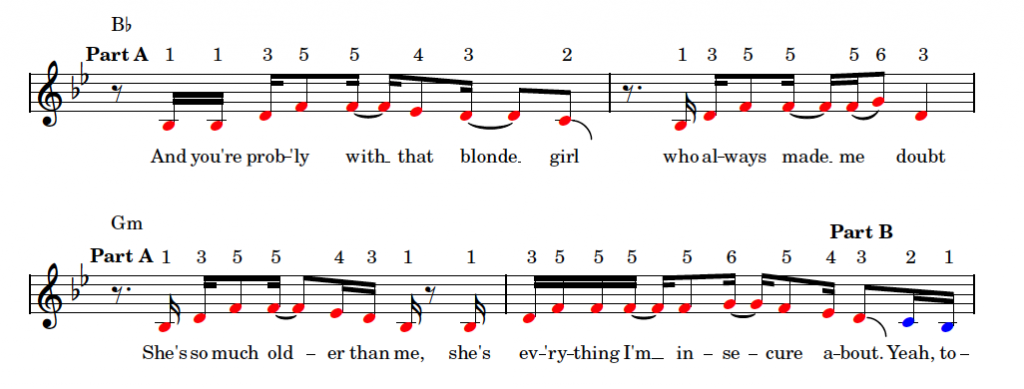 B♭
Part A 1 1 3 5 5 4 3 2 1 3 5 5 5 6 3
And you're prob-'ly with_ that blonde. girl who al-ways made. me doubt
Gm
Part B
Part A 1 3 5 5 4 3 1 1 3 5 5 5 5 6 5 4 3 2 1
She's so much old – er than me, she's ev-'ry-thing I'm_ in – se – cure a-bout. Yeah, to –